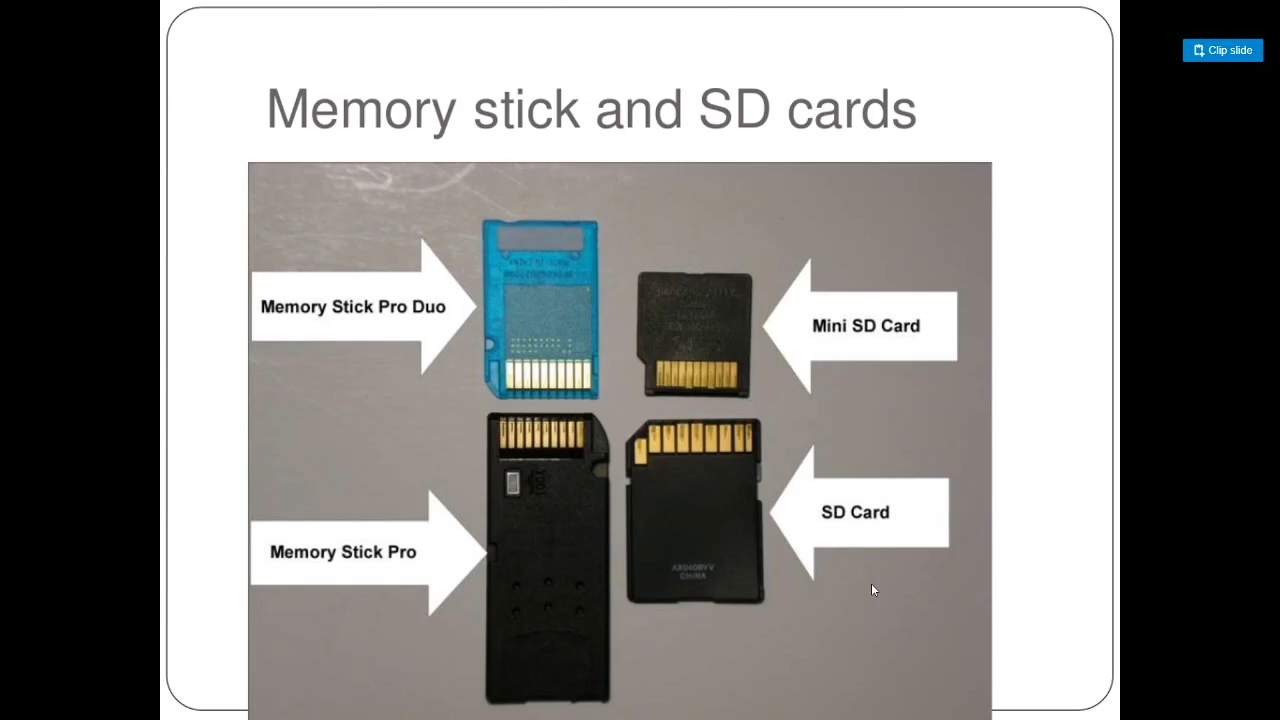 Clip slide
Memory stick and SD cards
Memory Stick Pro Duo
Mini SD Card
Memory Stick Pro
SD Card
CHINA